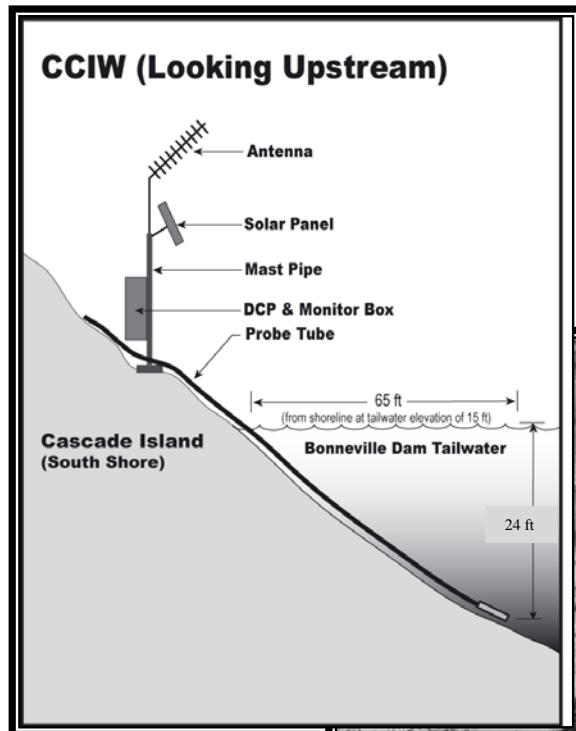 CCIW (Looking Upstream)
Antenna
Solar Panel
Mast Pipe
DCP & Monitor Box
Probe Tube
65 ft
(from shoreline at tailwater elevation of 15 ft)
Cascade Island
(South Shore)
Bonneville Dam Tailwater
24 ft